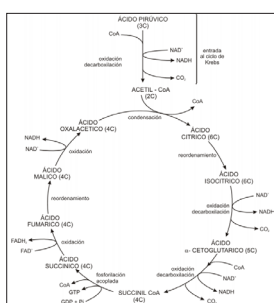 ÁCIDO PIRÚVICO
(3C)
CoA
NAD⁻
oxidación
decarboxilación
NADH
CO₂
entrada
al ciclo de
Krebs
ACETIL - CoA
(2C)
CoA
condensación
ÁCIDO
OXALACETICO (4C)
ÁCIDO
CITRICO (6C)
NADH
NAD⁻
oxidación
reordenamiento
ÁCIDO
MALICO (4C)
ÁCIDO
ISOCITRICO (6C)
reordenamiento
NAD⁻
oxidación
decarboxilación
NADH
CO₂
ÁCIDO
FUMARICO (4C)
FADH₂
FAD⁻
oxidación
ÁCIDO
α- CETOGLUTARICO (5C)
ÁCIDO
SUCCINICO (4C)
fosforilación
acoplada
CoA
NAD⁻
oxidación
decarboxilación
NADH
CO₂
CoA
GTP
GDP + Pi
SUCCINIL CoA
(4C)